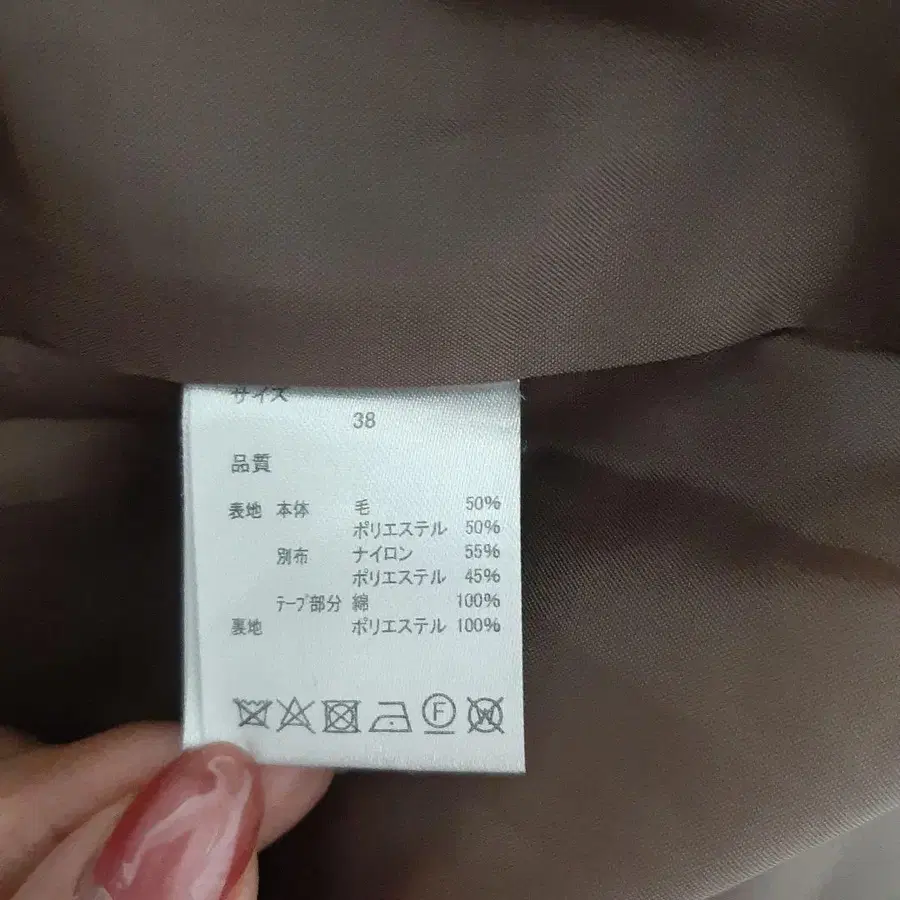 サイズ
38
品質
表地 本体 毛 50%
ポリエステル 50%
別布 ナイロン 55%
ポリエステル 45%
テープ部分 綿 100%
裏地 ポリエステル 100%
F
W